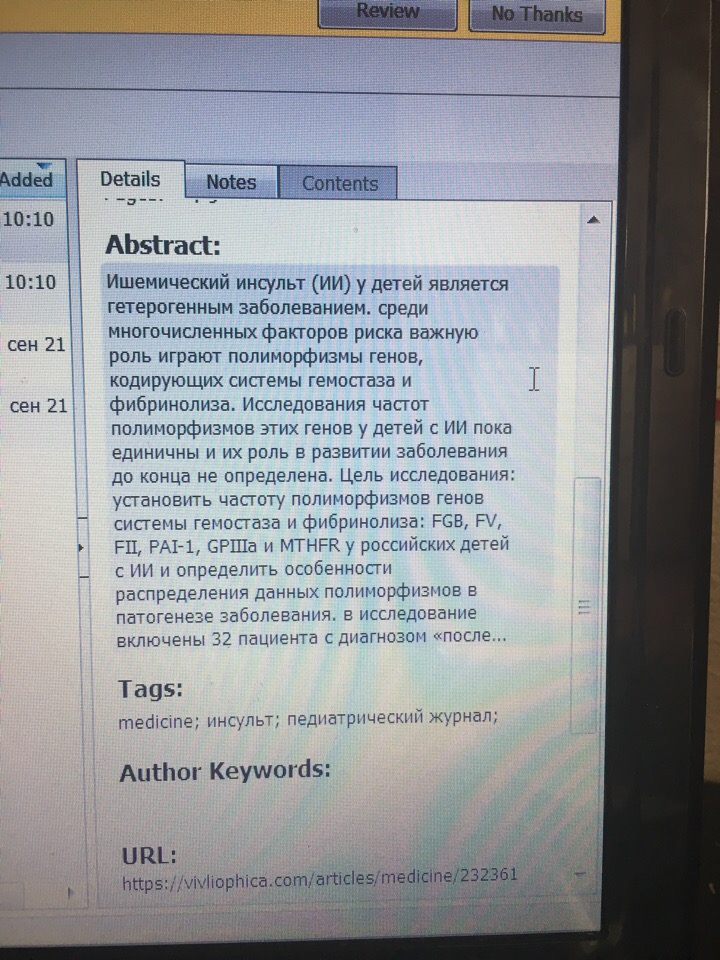 Review
No Thanks
Added
Details
Notes
Contents
10:10
10:10
сен 21
сен 21
Abstract:
Ишемический инсульт (ИИ) у детей является
гетерогенным заболеванием. среди
многочисленных факторов риска важную
роль играют полиморфизмы генов,
кодирующих системы гемостаза и
фибринолиза. Исследования частот
полиморфизмов этих генов у детей с ИИ пока
единичны и их роль в развитии заболевания
до конца не определена. Цель исследования:
установить частоту полиморфизмов генов
системы гемостаза и фибринолиза: FGB, FV,
FII, PAI-1, GPIIIa и MTHFR у российских детей
с ИИ и определить особенности
распределения данных полиморфизмов в
патогенезе заболевания. в исследование
включены 32 пациента с диагнозом «после...
Tags:
medicine; инсульт; педиатрический журнал;
Author Keywords:
URL:
https://vivliophica.com/articles/medicine/232361